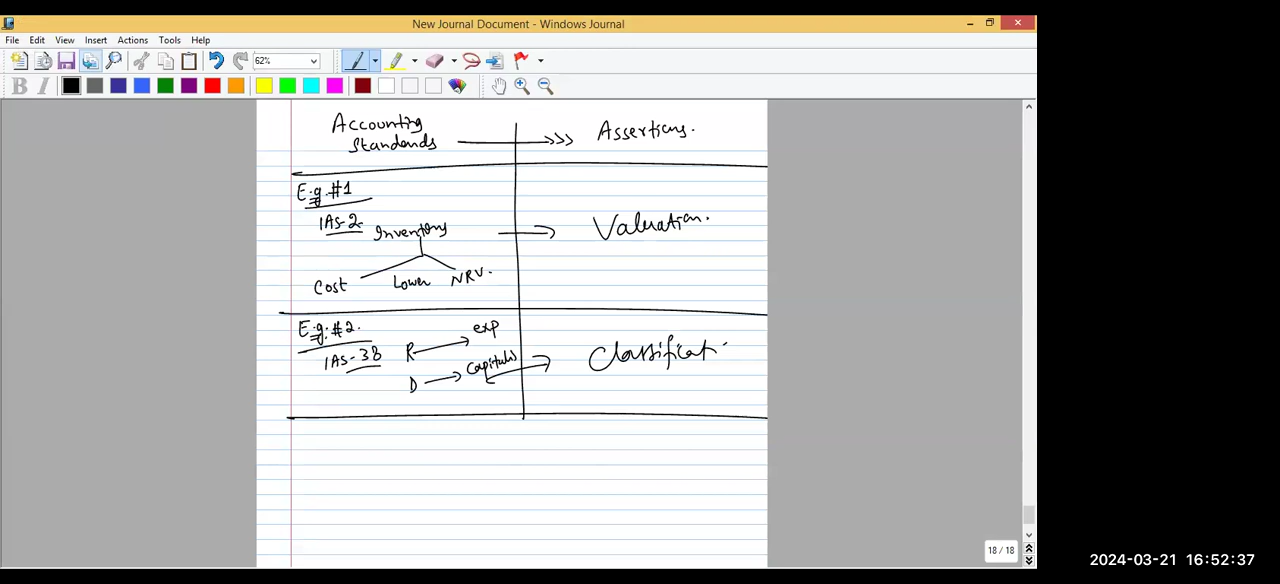 New Journal Document - Windows Journal
File Edit View Insert Actions Tools Help
62%
B I
Accounting
Standards
Assertions.
E.g. #1
IAS-2 Inventory
Valuation.
Cost Lower NRV.
E.g. #2.
IAS-38
R exp
D Capitalis
Classificat
18 / 18
2024-03-21 16:52:37